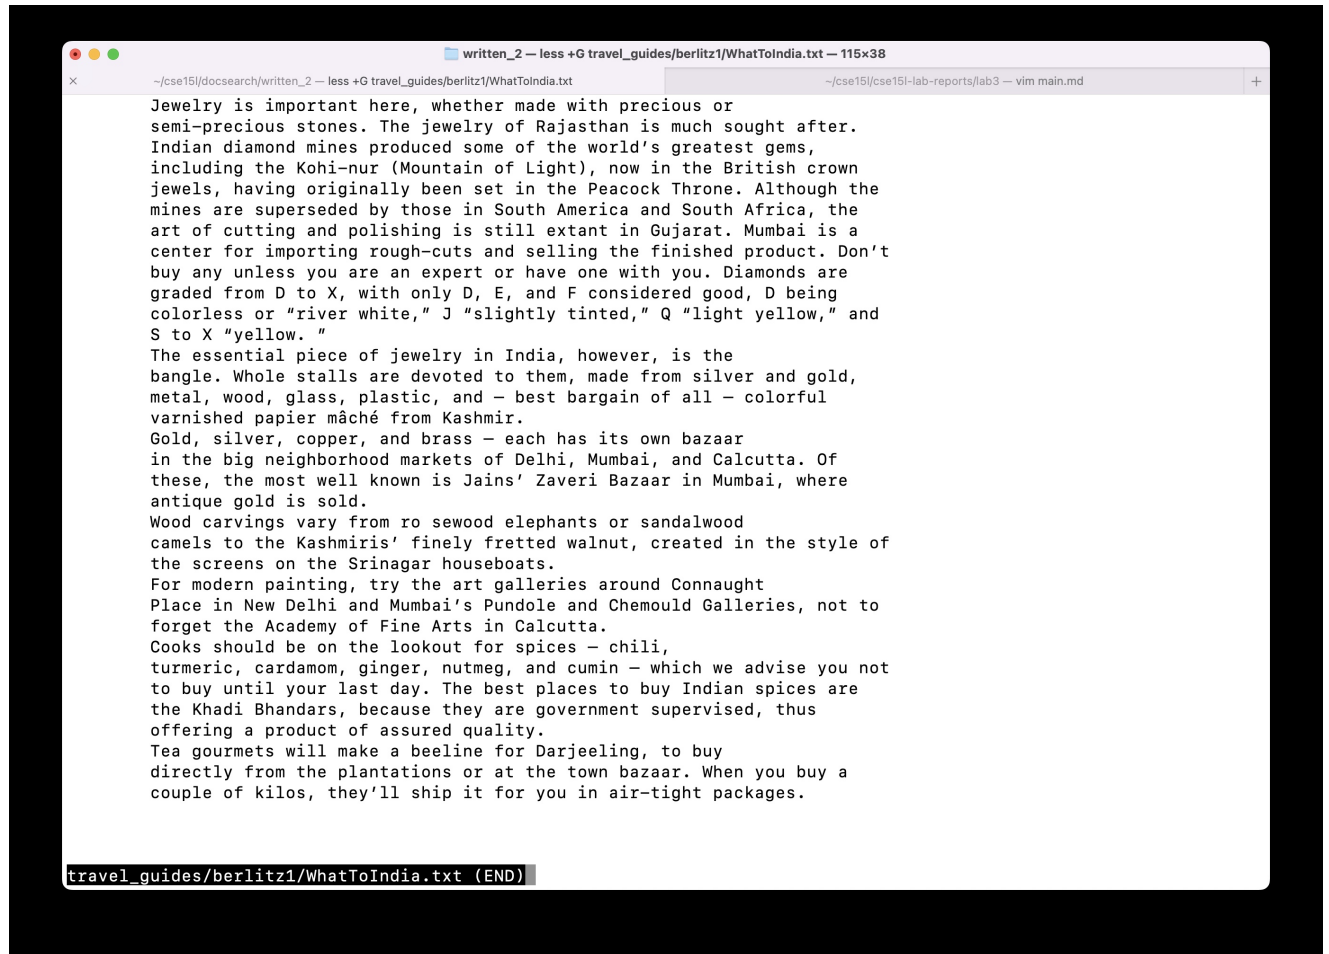 written_2 — less +G travel_guides/berlitz1/WhatToIndia.txt — 115×38
~/cse15l/docsearch/written_2 — less +G travel_guides/berlitz1/WhatToIndia.txt
~/cse15l/cse15l-lab-reports/lab3 — vim main.md
Jewelry is important here, whether made with precious or
semi-precious stones. The jewelry of Rajasthan is much sought after.
Indian diamond mines produced some of the world’s greatest gems,
including the Kohi-nur (Mountain of Light), now in the British crown
jewels, having originally been set in the Peacock Throne. Although the
mines are superseded by those in South America and South Africa, the
art of cutting and polishing is still extant in Gujarat. Mumbai is a
center for importing rough-cuts and selling the finished product. Don’t
buy any unless you are an expert or have one with you. Diamonds are
graded from D to X, with only D, E, and F considered good, D being
colorless or “river white,” J “slightly tinted,” Q “light yellow,” and
S to X “yellow. ”
The essential piece of jewelry in India, however, is the
bangle. Whole stalls are devoted to them, made from silver and gold,
metal, wood, glass, plastic, and — best bargain of all — colorful
varnished papier mâché from Kashmir.
Gold, silver, copper, and brass — each has its own bazaar
in the big neighborhood markets of Delhi, Mumbai, and Calcutta. Of
these, the most well known is Jains’ Zaveri Bazaar in Mumbai, where
antique gold is sold.
Wood carvings vary from ro sewood elephants or sandalwood
camels to the Kashmiris’ finely fretted walnut, created in the style of
the screens on the Srinagar houseboats.
For modern painting, try the art galleries around Connaught
Place in New Delhi and Mumbai’s Pundole and Chemould Galleries, not to
forget the Academy of Fine Arts in Calcutta.
Cooks should be on the lookout for spices — chili,
turmeric, cardamom, ginger, nutmeg, and cumin — which we advise you not
to buy until your last day. The best places to buy Indian spices are
the Khadi Bhandars, because they are government supervised, thus
offering a product of assured quality.
Tea gourmets will make a beeline for Darjeeling, to buy
directly from the plantations or at the town bazaar. When you buy a
couple of kilos, they’ll ship it for you in air-tight packages.
travel_guides/berlitz1/WhatToIndia.txt (END)